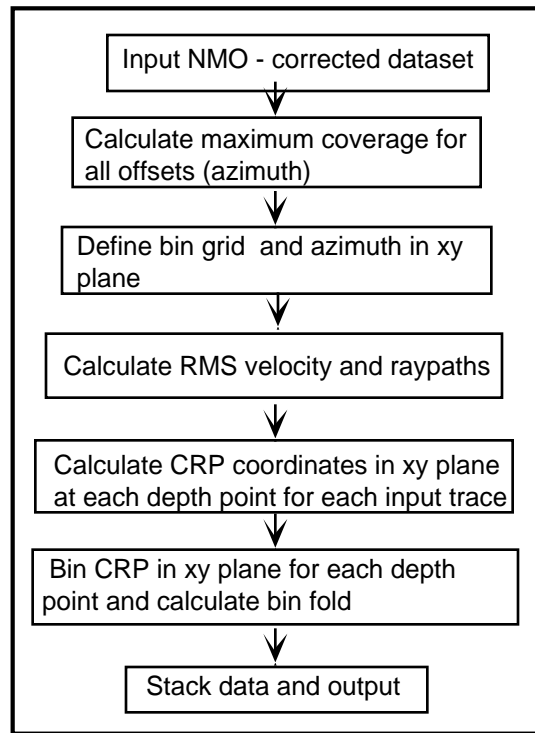 Input NMO - corrected dataset
Calculate maximum coverage for
all offsets (azimuth)
Define bin grid and azimuth in xy
plane
Calculate RMS velocity and raypaths
Calculate CRP coordinates in xy plane
at each depth point for each input trace
Bin CRP in xy plane for each depth
point and calculate bin fold
Stack data and output